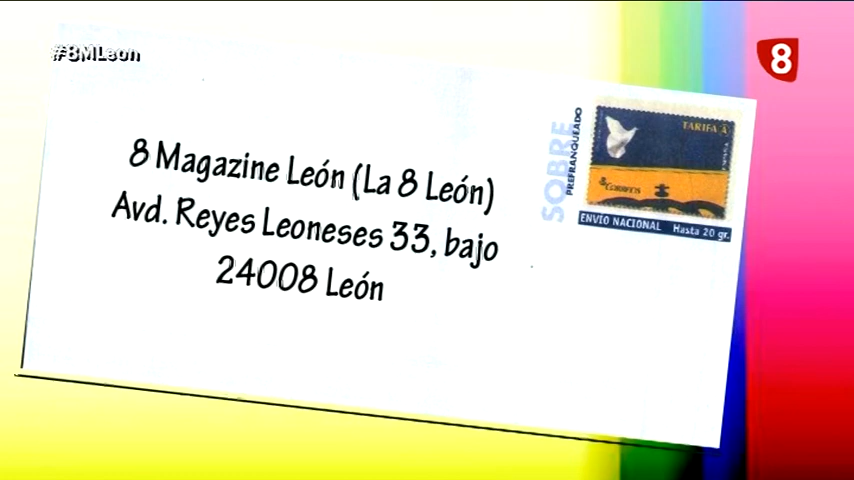 #8MLeon
8
8 Magazine León (La 8 León)
Avd. Reyes Leoneses 33, bajo
24008 León
SOBRE
PREFRANQUEADO
TARIFA A
Correos
ENVIO NACIONAL Hasta 20 gr.